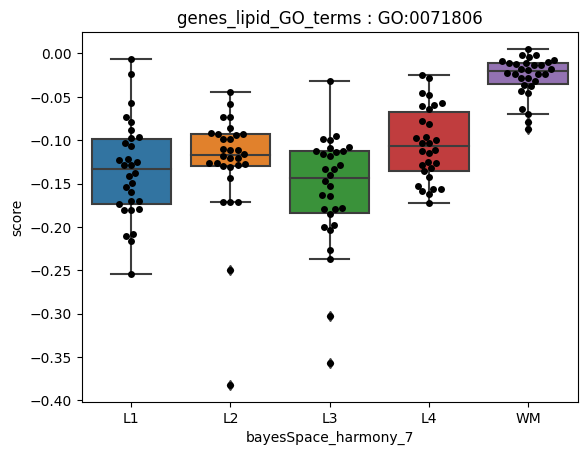 genes_lipid_GO_terms : GO:0071806
0.00
−0.05
−0.10
−0.15
−0.20
−0.25
−0.30
−0.35
−0.40
score
L1 L2 L3 L4 WM
bayesSpace_harmony_7